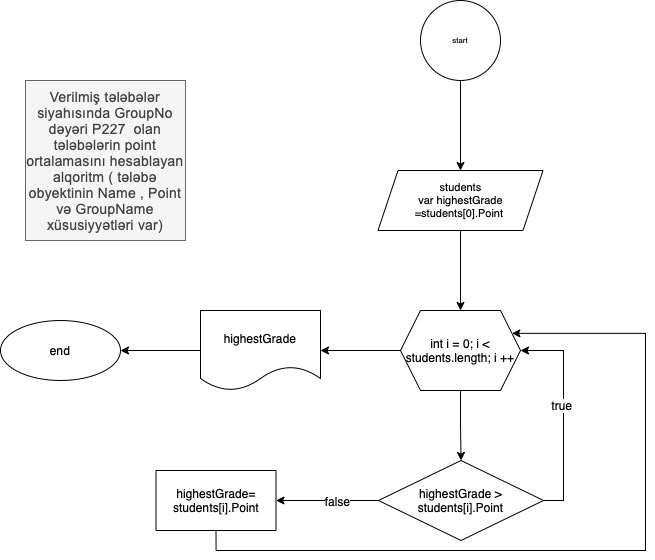 start
Verilmiş tələbələr
siyahısında GroupNo
dəyəri P227 olan
tələbələrin point
ortalamasını hesablayan
alqoritm ( tələbə
obyektinin Name , Point
və GroupName
xüsusiyyətləri var)
students
var highestGrade
=students[0].Point
int i = 0; i <
students.length; i ++
highestGrade
end
true
highestGrade >
students[i].Point
false
highestGrade=
students[i].Point